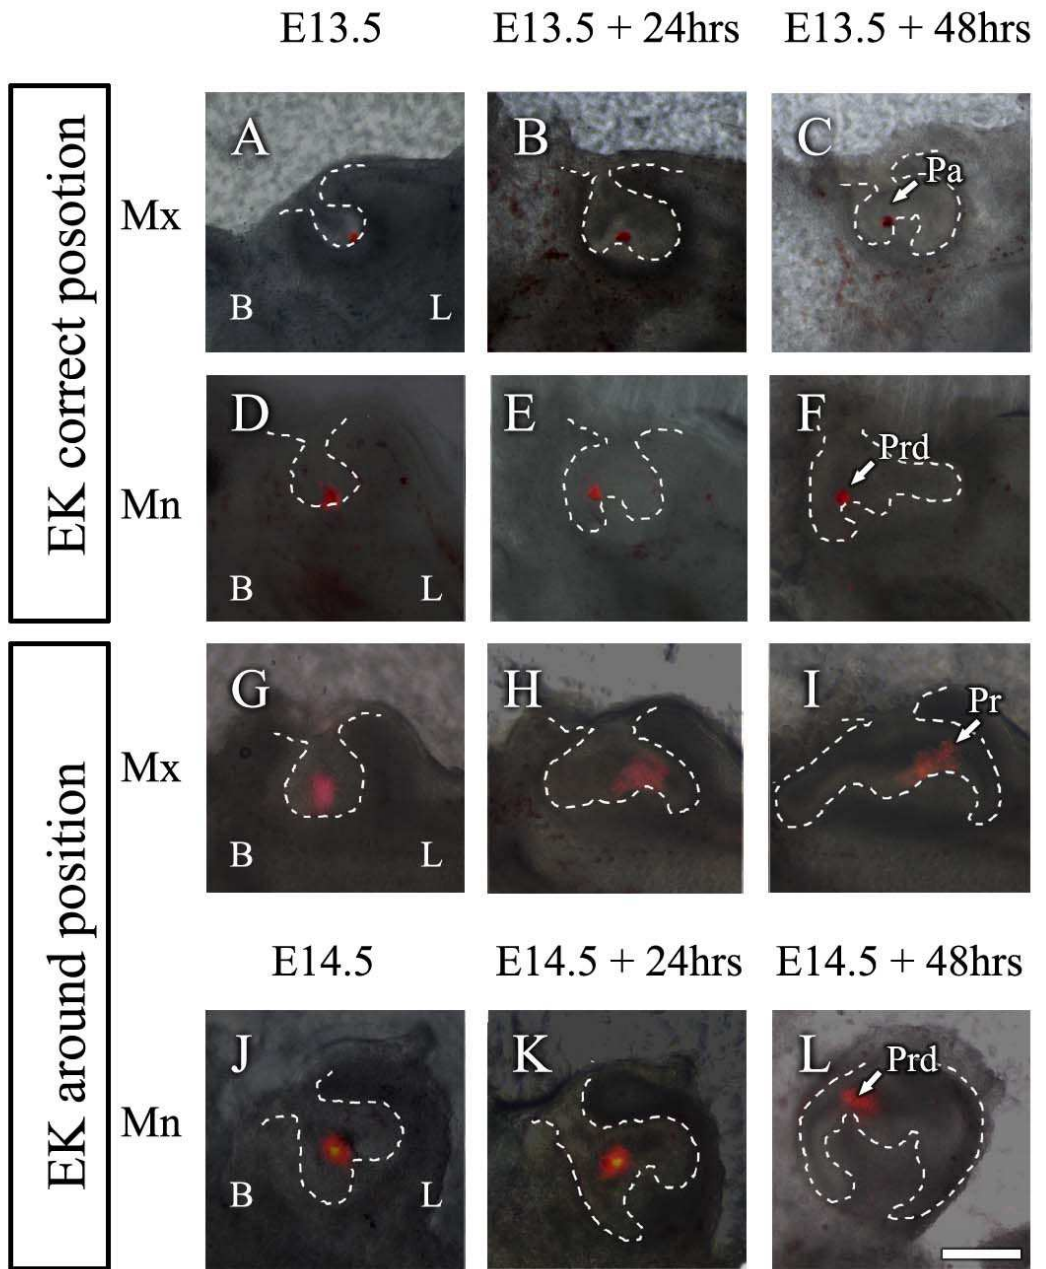 E13.5 E13.5 + 24hrs E13.5 + 48hrs
EK correct posotion
Mx
A
B L
B
C
Pa
Mn
D
B L
E
F
Prd
EK around position
Mx
G
B L
H
I
Pr
E14.5 E14.5 + 24hrs E14.5 + 48hrs
Mn
J
B L
K
L
Prd